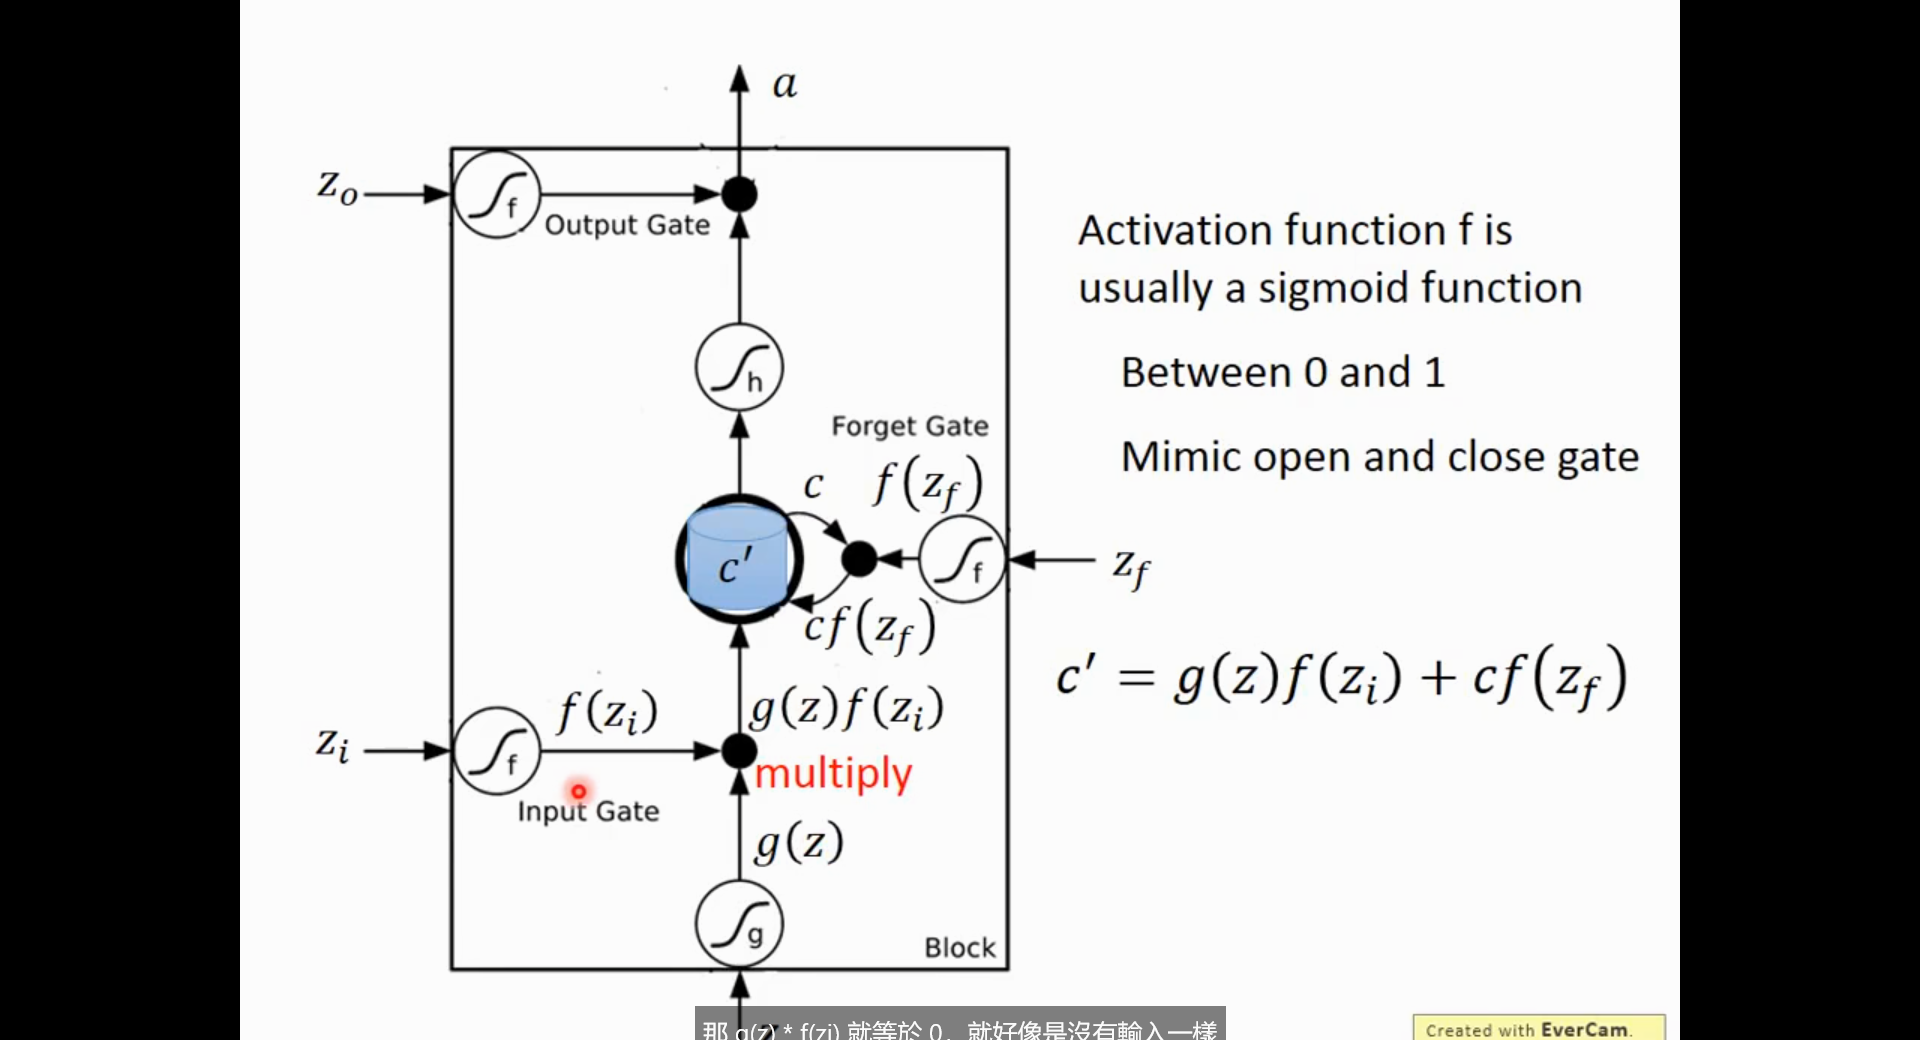 a
z_o
f
Output Gate
Activation function f is
usually a sigmoid function
h
Between 0 and 1
Forget Gate
Mimic open and close gate
c
f(z_f)
c′
f
z_f
cf(z_f)
c′ = g(z)f(z_i) + cf(z_f)
f(z_i)
g(z)f(z_i)
z_i
f
multiply
Input Gate
g(z)
g
Block
那 g(z) * f(zi) 就等於 0，就好像是沒有輸入一樣
Created with EverCam.